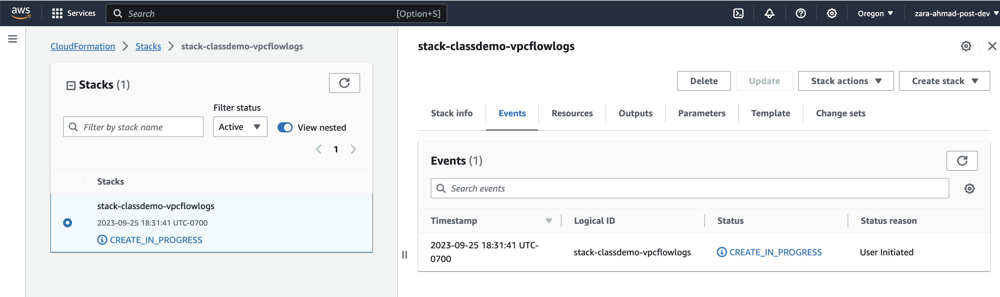 aws
Services
Search
[Option+S]
Oregon
zara-ahmad-post-dev
CloudFormation
Stacks
stack-classdemo-vpcflowlogs
Stacks (1)
Filter status
Filter by stack name
Active
View nested
1
Stacks
stack-classdemo-vpcflowlogs
2023-09-25 18:31:41 UTC-0700
CREATE_IN_PROGRESS
stack-classdemo-vpcflowlogs
Delete
Update
Stack actions
Create stack
Stack info
Events
Resources
Outputs
Parameters
Template
Change sets
Events (1)
Search events
Timestamp
Logical ID
Status
Status reason
2023-09-25 18:31:41 UTC-
0700
stack-classdemo-vpcflowlogs
CREATE_IN_PROGRESS
User Initiated